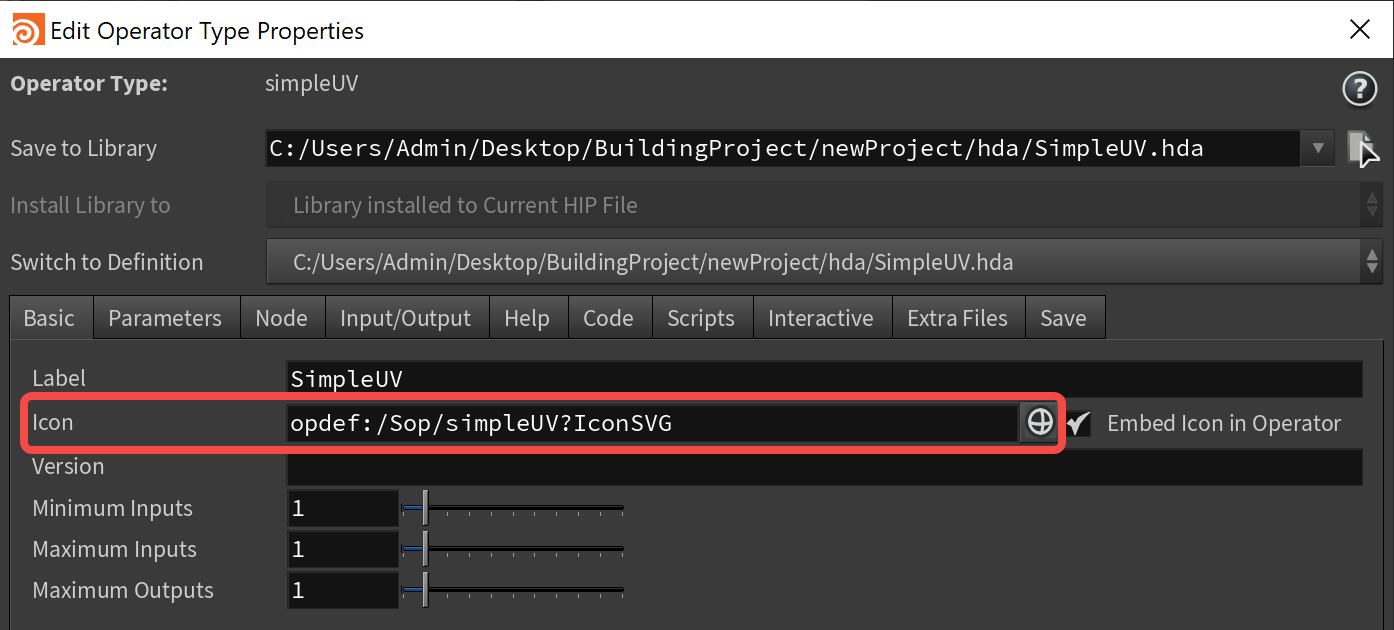 Edit Operator Type Properties
Operator Type: simpleUV
?
Save to Library C:/Users/Admin/Desktop/BuildingProject/newProject/hda/SimpleUV.hda
Install Library to Library installed to Current HIP File
Switch to Definition C:/Users/Admin/Desktop/BuildingProject/newProject/hda/SimpleUV.hda
Basic Parameters Node Input/Output Help Code Scripts Interactive Extra Files Save
Label SimpleUV
Icon opdef:/Sop/simpleUV?IconSVG Embed Icon in Operator
Version
Minimum Inputs 1
Maximum Inputs 1
Maximum Outputs 1